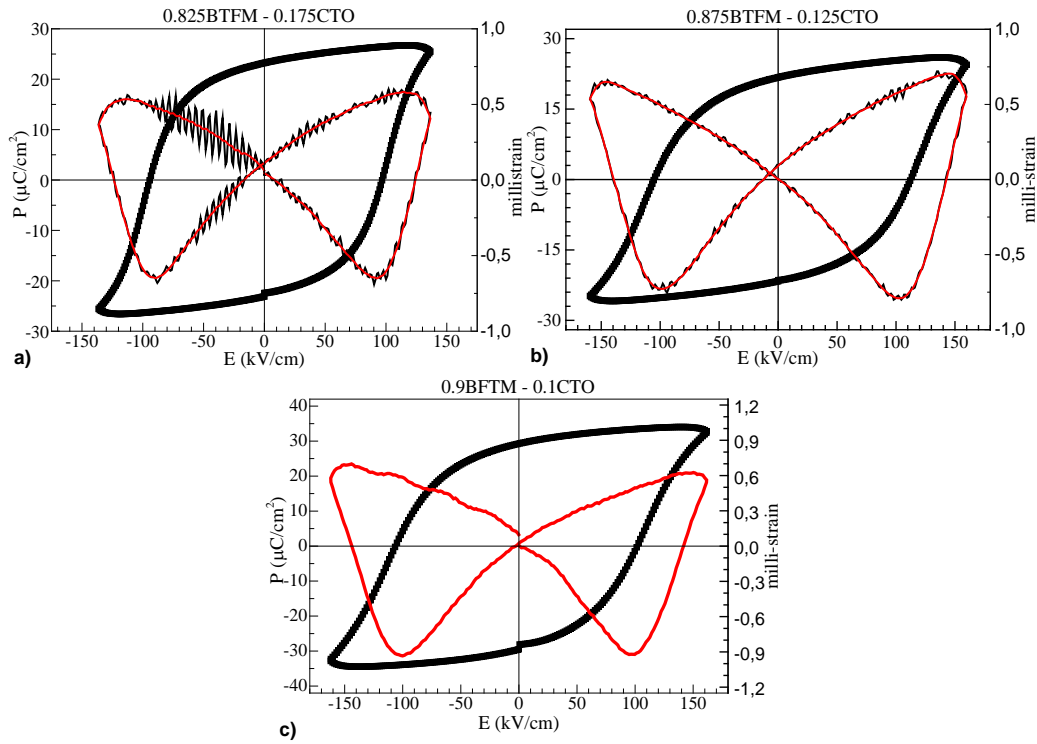 0.825BTFM - 0.175CTO
30
20
10
0
-10
-20
-30
P (μC/cm²)
1,0
0,5
0,0
-0,5
-1,0
millistrain
-150 -100 -50 0 50 100 150
E (kV/cm)
a)
0.875BTFM - 0.125CTO
30
15
0
-15
-30
P (μC/cm²)
1,0
0,5
0,0
-0,5
-1,0
milli-strain
-150 -100 -50 0 50 100 150
E (kV/cm)
b)
0.9BFTM - 0.1CTO
40
30
20
10
0
-10
-20
-30
-40
P (μC/cm²)
1,2
0,9
0,6
0,3
0,0
-0,3
-0,6
-0,9
-1,2
milli-strain
-150 -100 -50 0 50 100 150
E (kV/cm)
c)